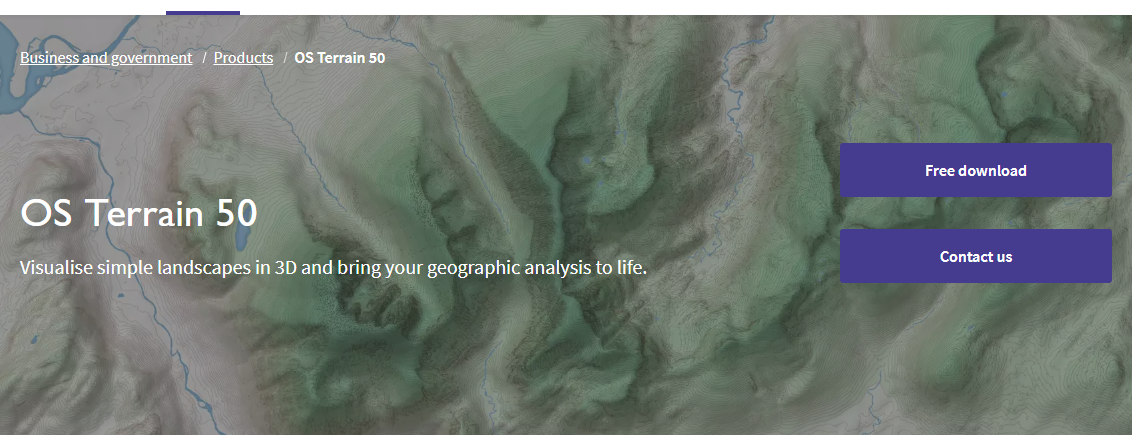 Business and government / Products / OS Terrain 50
OS Terrain 50
Visualise simple landscapes in 3D and bring your geographic analysis to life.
Free download
Contact us